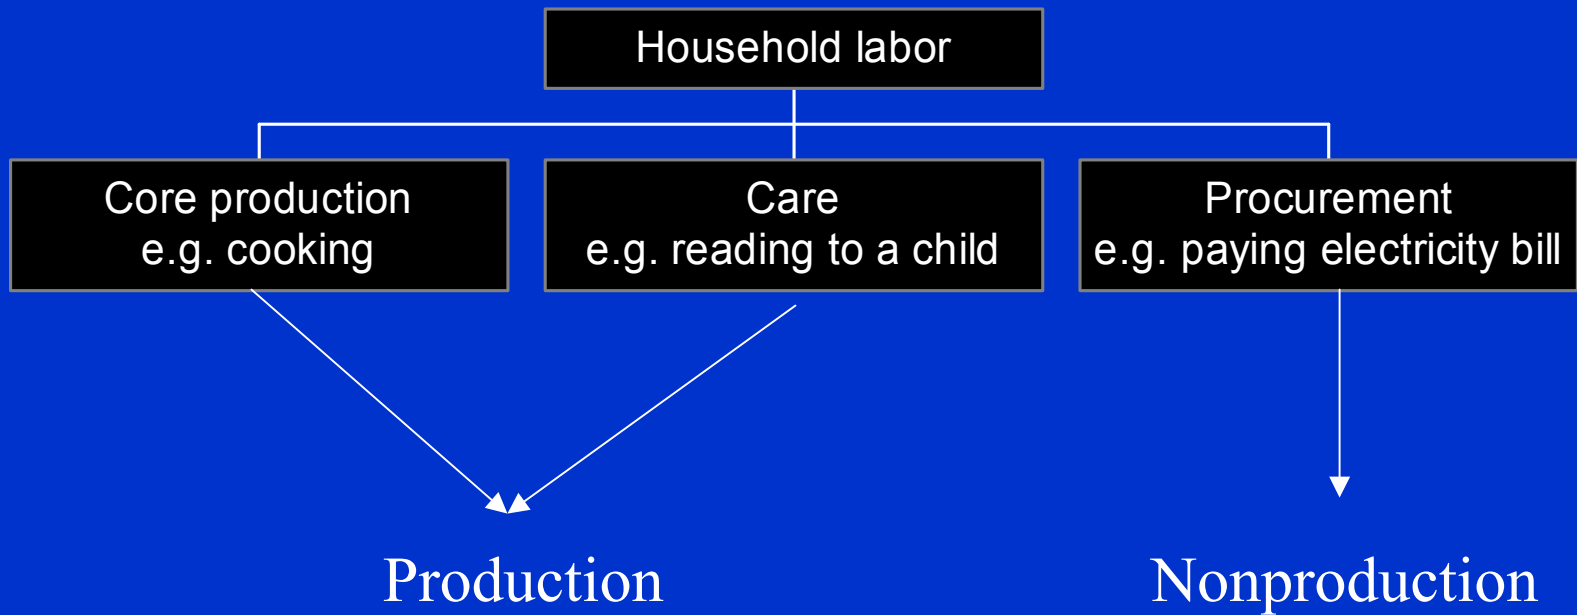 Household labor
Core production
e.g. cooking
Care
e.g. reading to a child
Procurement
e.g. paying electricity bill
Production
Nonproduction